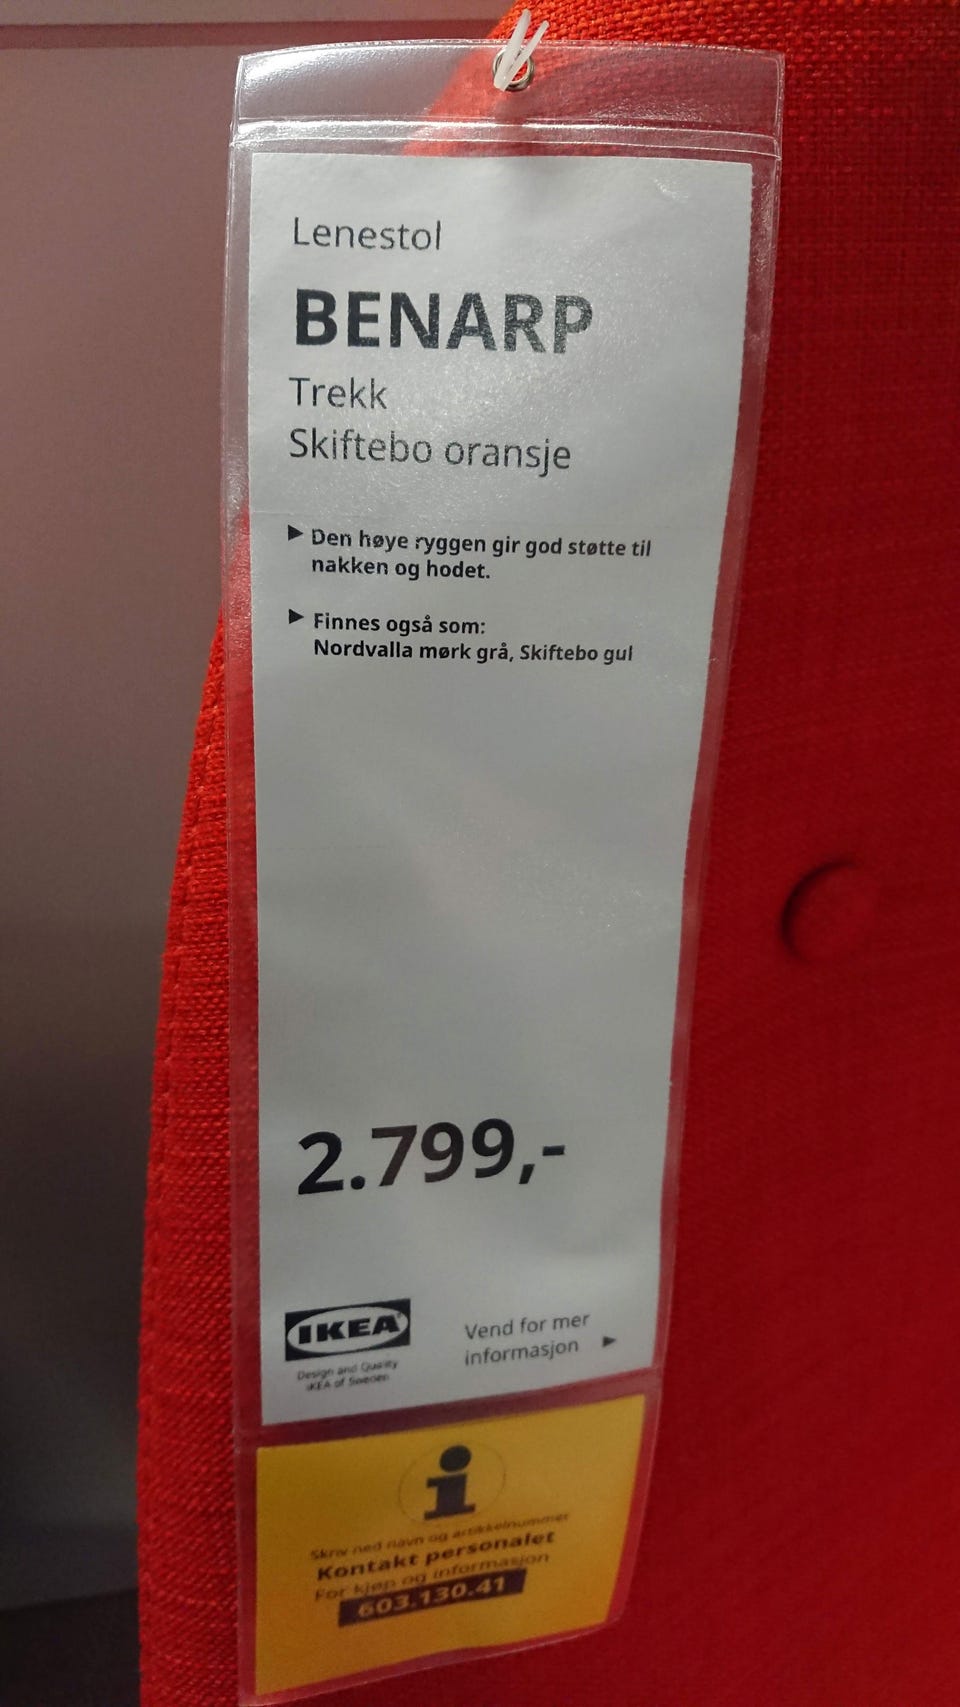 Lenestol
BENARP
Trekk
Skiftebo oransje
▶ Den høye ryggen gir god støtte til
nakken og hodet.
▶ Finnes også som:
Nordvalla mørk grå, Skiftebo gul
2.799,-
IKEA®
Design and Quality
IKEA of Sweden
Vend for mer
informasjon ▶
i
Skriv ned navn og artikkelnummer
Kontakt personalet
For kjøp og informasjon
603.130.41